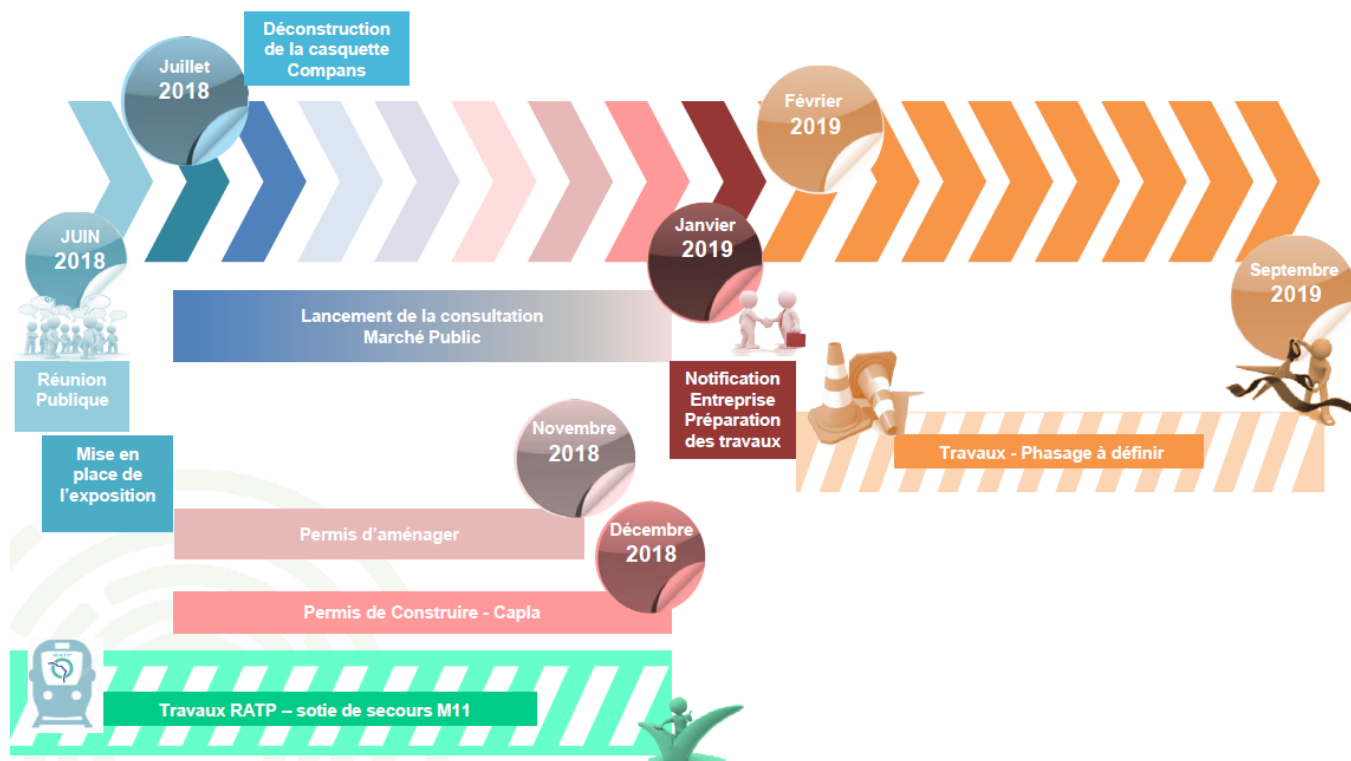 Déconstruction
de la casquette
Compans
Juillet
2018
Février
2019
JUIN
2018
Janvier
2019
Septembre
2019
Lancement de la consultation
Marché Public
Réunion
Publique
Notification
Entreprise
Préparation
des travaux
Novembre
2018
Travaux - Phasage à définir
Mise en
place de
l'exposition
Permis d'aménager
Décembre
2018
Permis de Construire - Capla
Travaux RATP – sotie de secours M11